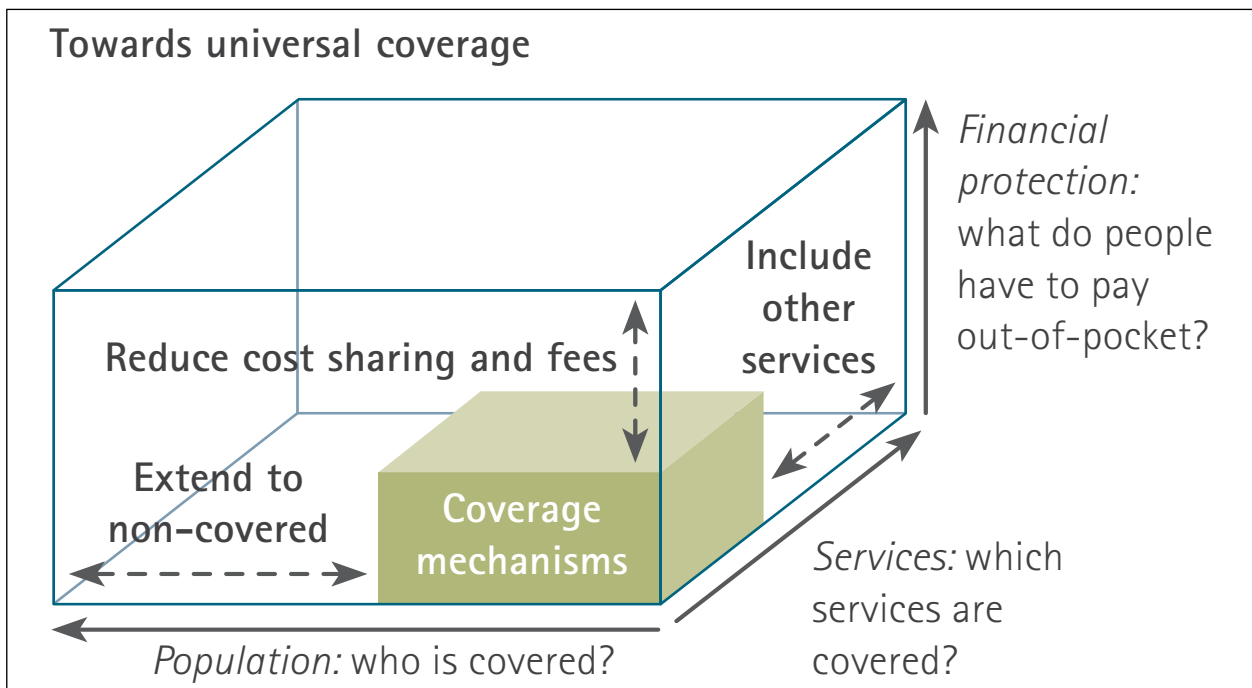 Towards universal coverage
Financial
protection:
what do people
have to pay
out-of-pocket?
Include
other
services
Reduce cost sharing and fees
Extend to
non-covered
Coverage
mechanisms
Services: which
services are
covered?
Population: who is covered?